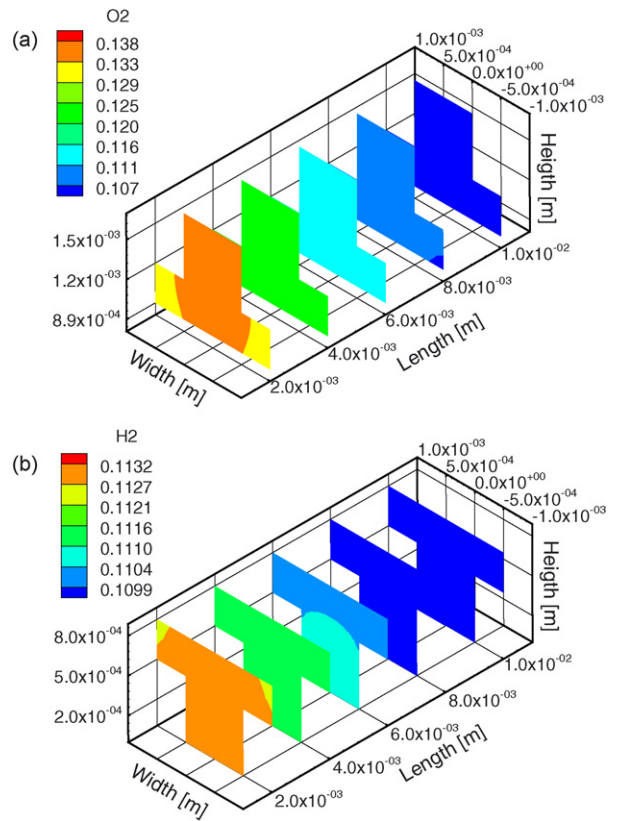 (a)
O2
0.138
0.133
0.129
0.125
0.120
0.116
0.111
0.107
1.0x10⁻⁰³
5.0x10⁻⁰⁴
0.0x10⁺⁰⁰
-5.0x10⁻⁰⁴
-1.0x10⁻⁰³
Heigth [m]
1.5x10⁻⁰³
1.2x10⁻⁰³
8.9x10⁻⁰⁴
Width [m]
2.0x10⁻⁰³
4.0x10⁻⁰³
6.0x10⁻⁰³
8.0x10⁻⁰³
1.0x10⁻⁰²
Length [m]
(b)
H2
0.1132
0.1127
0.1121
0.1116
0.1110
0.1104
0.1099
1.0x10⁻⁰³
5.0x10⁻⁰⁴
0.0x10⁺⁰⁰
-5.0x10⁻⁰⁴
-1.0x10⁻⁰³
Heigth [m]
8.0x10⁻⁰⁴
5.0x10⁻⁰⁴
2.0x10⁻⁰⁴
Width [m]
2.0x10⁻⁰³
4.0x10⁻⁰³
6.0x10⁻⁰³
8.0x10⁻⁰³
1.0x10⁻⁰²
Length [m]